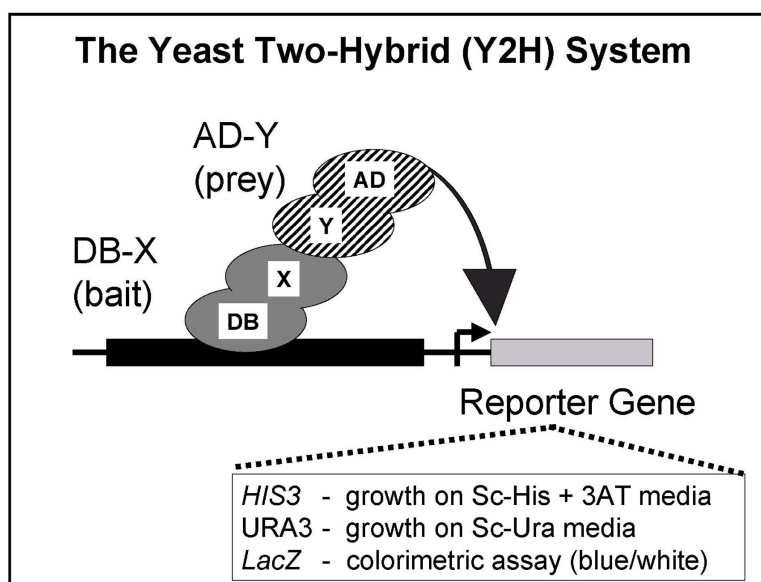 The Yeast Two-Hybrid (Y2H) System
AD-Y
(prey)
AD
Y
DB-X
(bait)
X
DB
Reporter Gene
HIS3 - growth on Sc-His + 3AT media
URA3 - growth on Sc-Ura media
LacZ - colorimetric assay (blue/white)